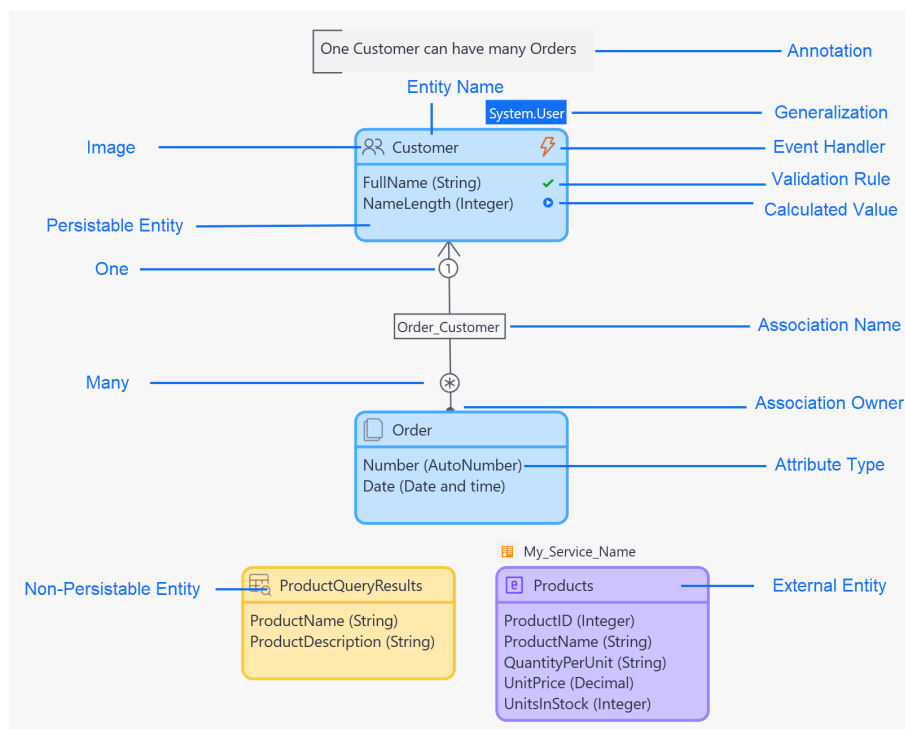 One Customer can have many Orders
Annotation
Entity Name
System.User
Generalization
Image
Customer
Event Handler
FullName (String)
Validation Rule
NameLength (Integer)
Calculated Value
Persistable Entity
One
1
Order_Customer
Association Name
Many
*
Association Owner
Order
Number (AutoNumber)
Attribute Type
Date (Date and time)
My_Service_Name
Non-Persistable Entity
ProductQueryResults
e
Products
External Entity
ProductName (String)
ProductDescription (String)
ProductID (Integer)
ProductName (String)
QuantityPerUnit (String)
UnitPrice (Decimal)
UnitsInStock (Integer)